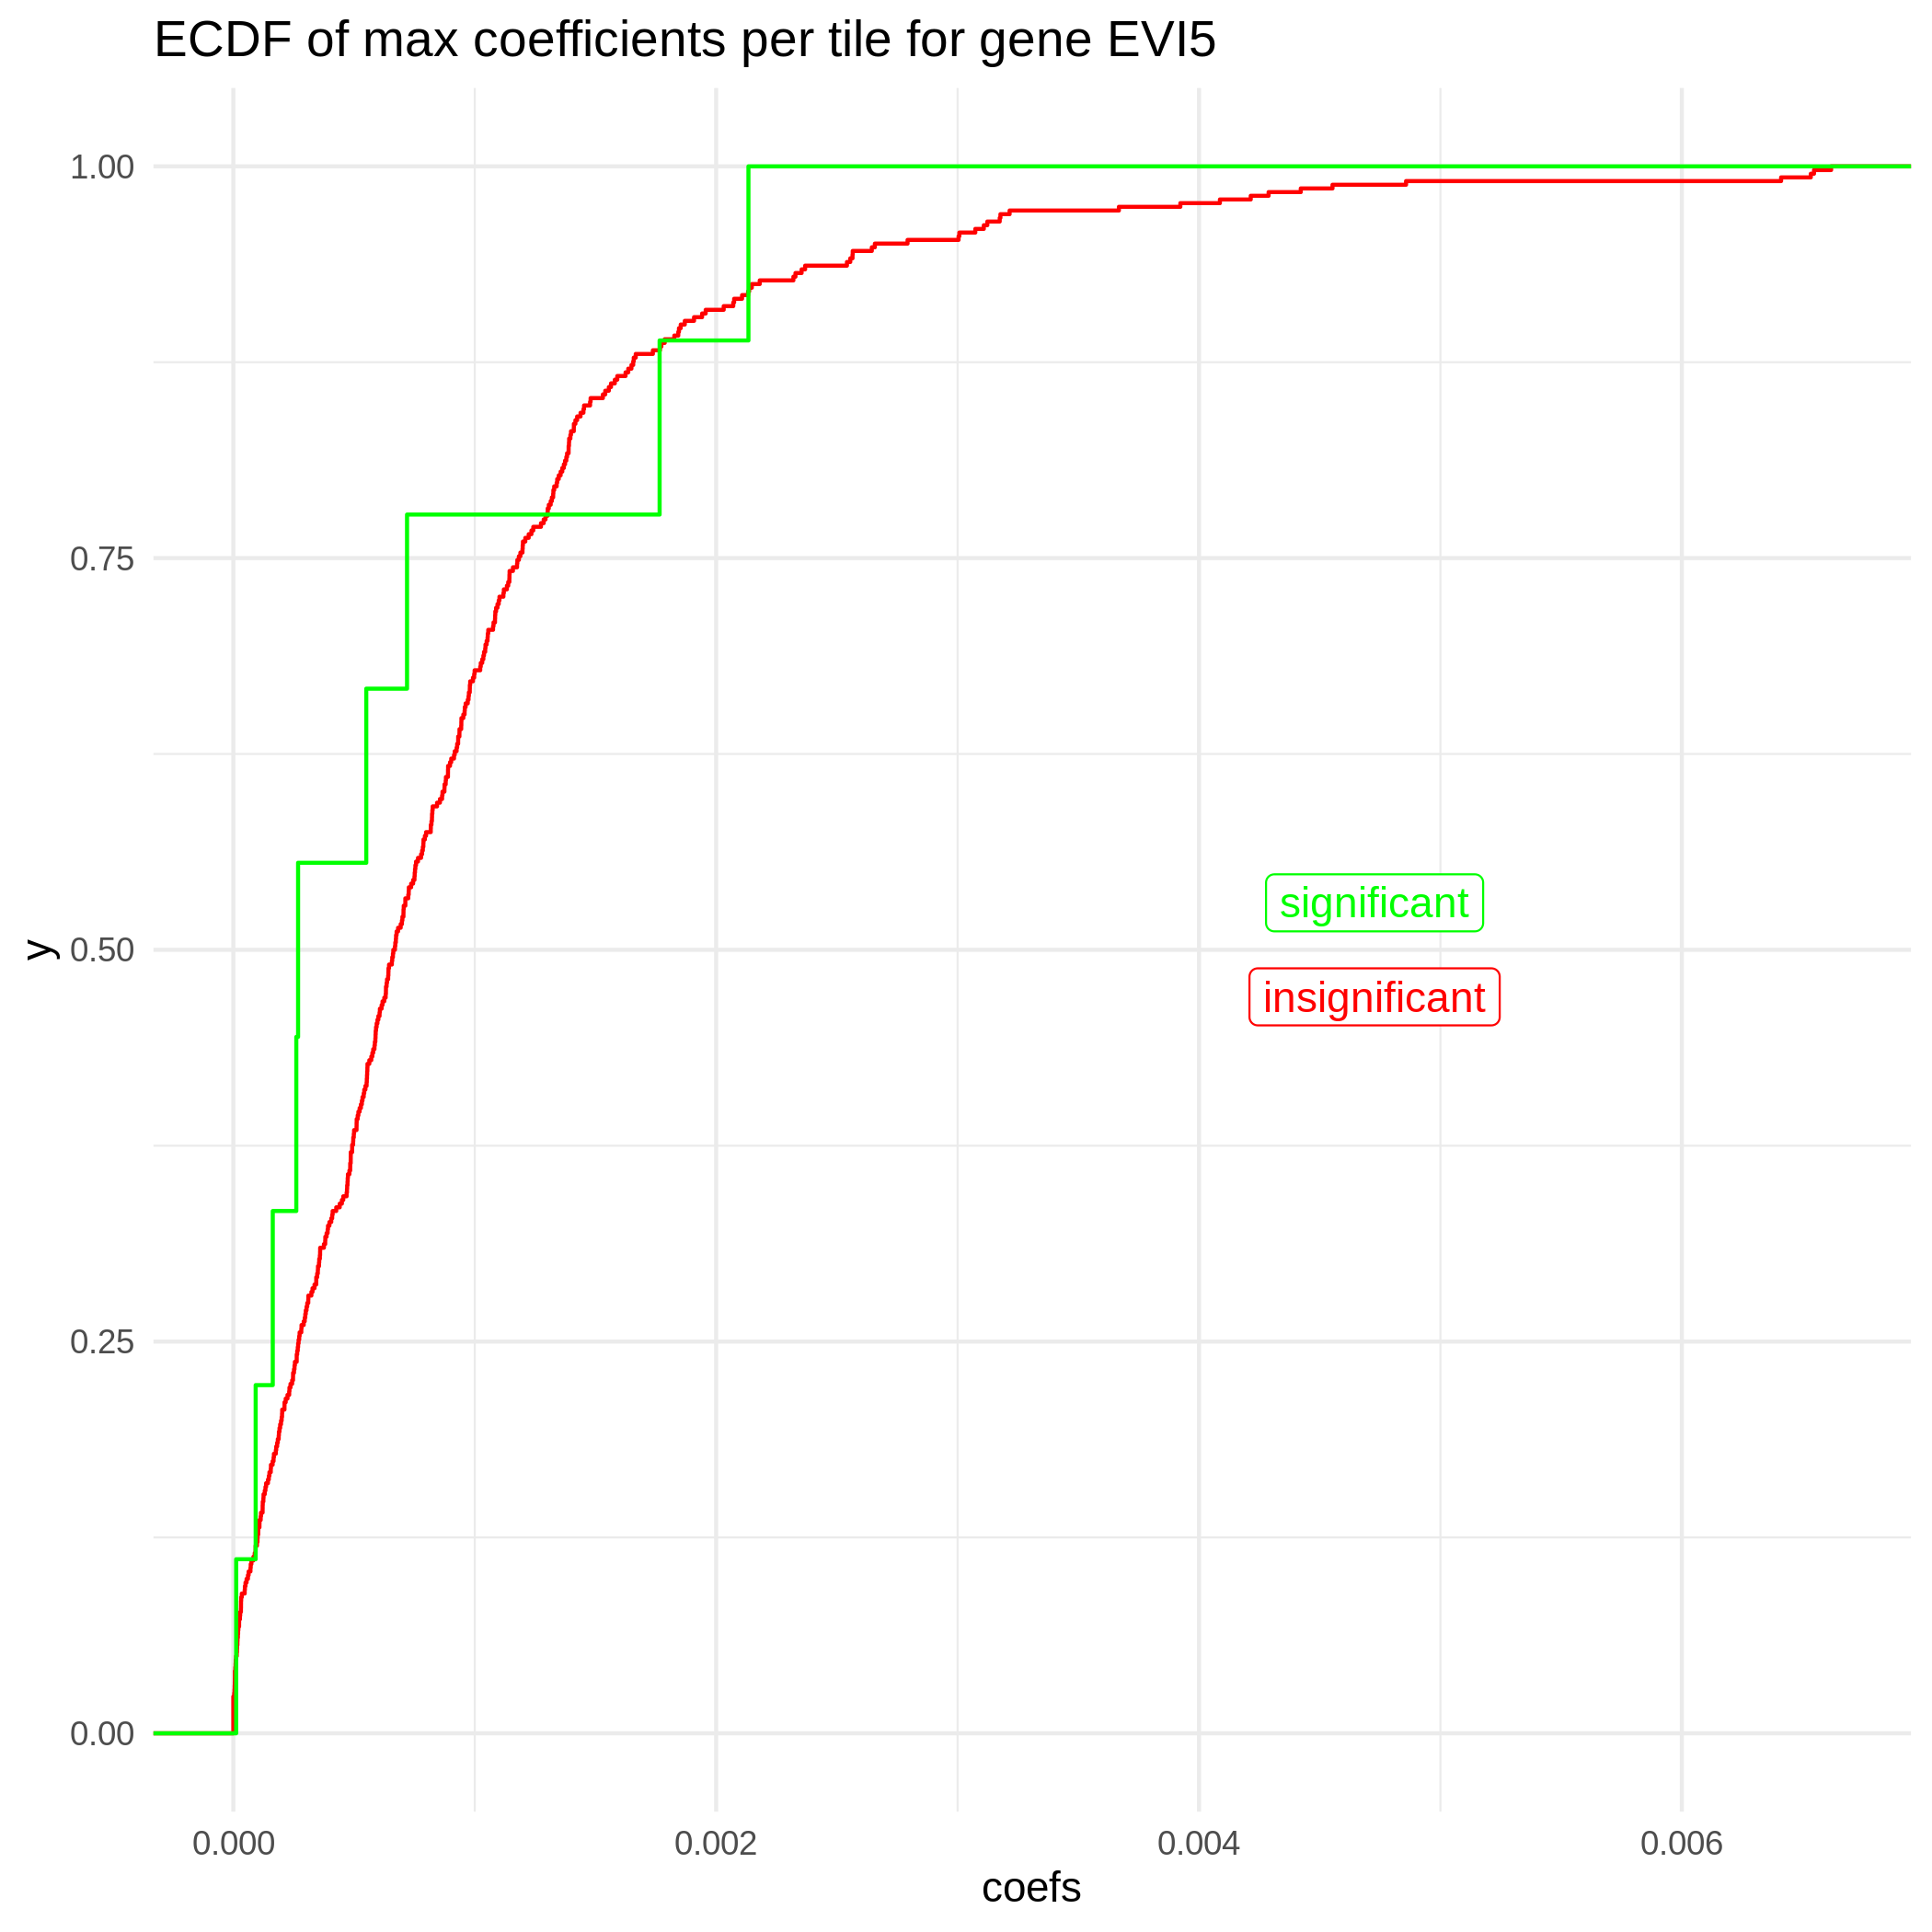 ECDF of max coefficients per tile for gene EVI5
1.00
0.75
0.50
0.25
0.00
y
significant
insignificant
0.000
0.002
0.004
0.006
coefs